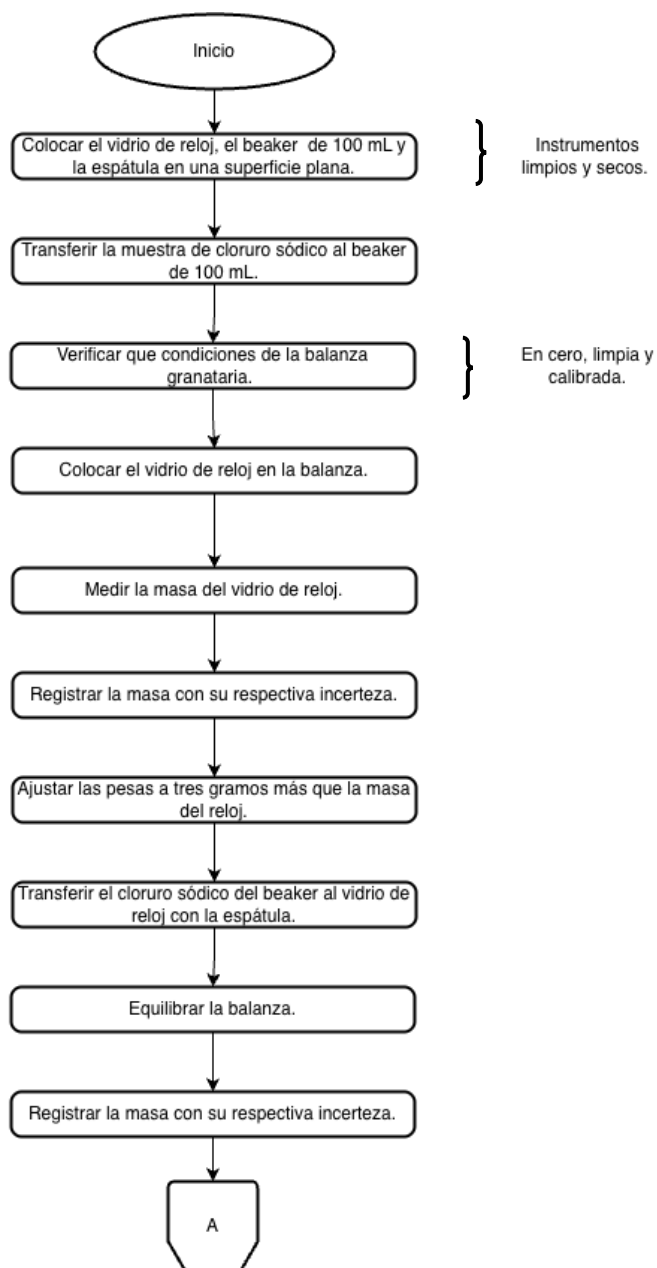 Inicio
Colocar el vidrio de reloj, el beaker de 100 mL y
la espátula en una superficie plana.
Instrumentos
limpios y secos.
Transferir la muestra de cloruro sódico al beaker
de 100 mL.
Verificar que condiciones de la balanza
granataria.
En cero, limpia y
calibrada.
Colocar el vidrio de reloj en la balanza.
Medir la masa del vidrio de reloj.
Registrar la masa con su respectiva incerteza.
Ajustar las pesas a tres gramos más que la masa
del reloj.
Transferir el cloruro sódico del beaker al vidrio de
reloj con la espátula.
Equilibrar la balanza.
Registrar la masa con su respectiva incerteza.
A